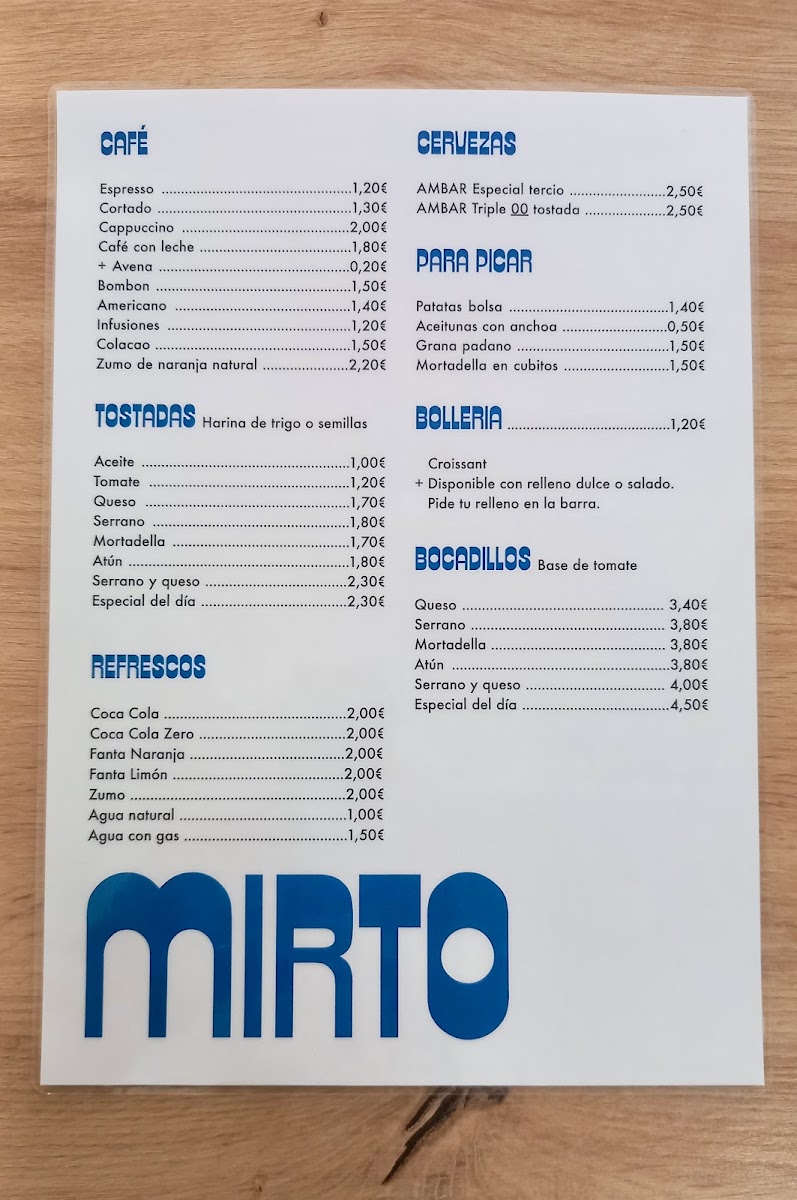 CAFÉ
Espresso ........................................1,20€
Cortado ..........................................1,30€
Cappuccino ....................................2,00€
Café con leche ................................1,80€
+ Avena .........................................0,20€
Bombon .........................................1,50€
Americano .....................................1,40€
Infusiones .......................................1,20€
Colacao .........................................1,50€
Zumo de naranja natural ..................2,20€
TOSTADAS Harina de trigo o semillas
Aceite ............................................1,00€
Tomate ...........................................1,20€
Queso ............................................1,70€
Serrano ..........................................1,80€
Mortadella ......................................1,70€
Atún ...............................................1,80€
Serrano y queso ..............................2,30€
Especial del día ...............................2,30€
REFRESCOS
Coca Cola ......................................2,00€
Coca Cola Zero ...............................2,00€
Fanta Naranja .................................2,00€
Fanta Limón ....................................2,00€
Zumo ..............................................2,00€
Agua natural ...................................1,00€
Agua con gas ..................................1,50€
CERVEZAS
AMBAR Especial tercio ....................2,50€
AMBAR Triple 00 tostada .................2,50€
PARA PICAR
Patatas bolsa ..................................1,40€
Aceitunas con anchoa ......................0,50€
Grana padano ................................1,50€
Mortadella en cubitos ......................1,50€
BOLLERIA ..................................1,20€
Croissant
+ Disponible con relleno dulce o salado.
Pide tu relleno en la barra.
BOCADILLOS Base de tomate
Queso ........................................... 3,40€
Serrano ......................................... 3,80€
Mortadella ..................................... 3,80€
Atún .............................................. 3,80€
Serrano y queso ............................. 4,00€
Especial del día ...............................4,50€
MIRTO